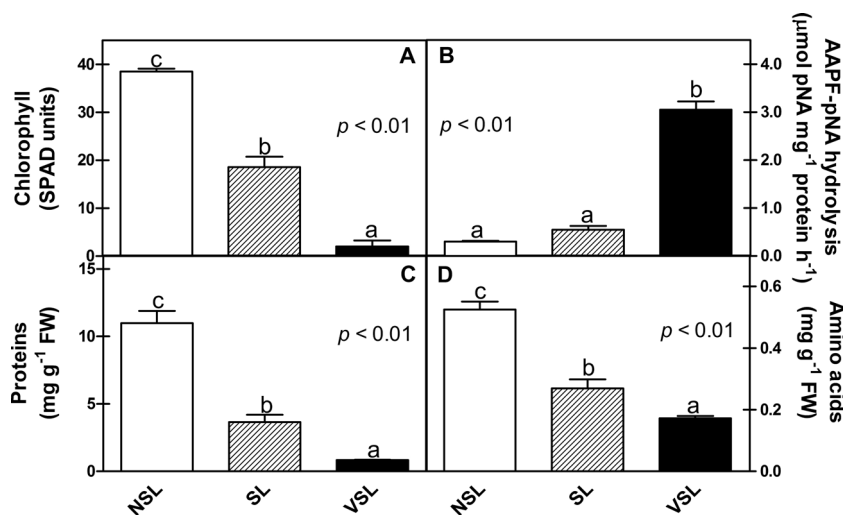 A
B
Chlorophyll
(SPAD units)
40
30
20
10
0
c
b
a
p < 0.01
a
a
b
p < 0.01
4.0
3.0
2.0
1.0
0.0
AAPF-pNA hydrolysis
(μmol pNA mg⁻¹ protein h⁻¹)
C
D
Proteins
(mg g⁻¹ FW)
15
10
5
0
c
b
a
p < 0.01
c
b
a
p < 0.01
0.6
0.4
0.2
0.0
Amino acids
(mg g⁻¹ FW)
NSL SL VSL NSL SL VSL